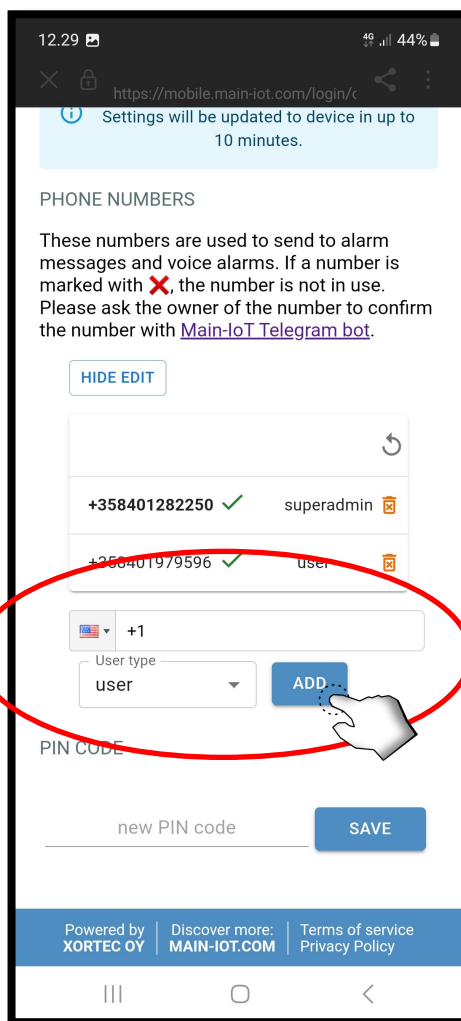 12.29 4G 44%
https://mobile.main-iot.com/login/c
Settings will be updated to device in up to
10 minutes.
PHONE NUMBERS
These numbers are used to send to alarm
messages and voice alarms. If a number is
marked with ❌, the number is not in use.
Please ask the owner of the number to confirm
the number with Main-IoT Telegram bot.
HIDE EDIT
+358401282250 superadmin
+358401979596 user
+1
User type
user
ADD
PIN CODE
new PIN code SAVE
Powered by Discover more: Terms of service
XORTEC OY MAIN-IOT.COM Privacy Policy